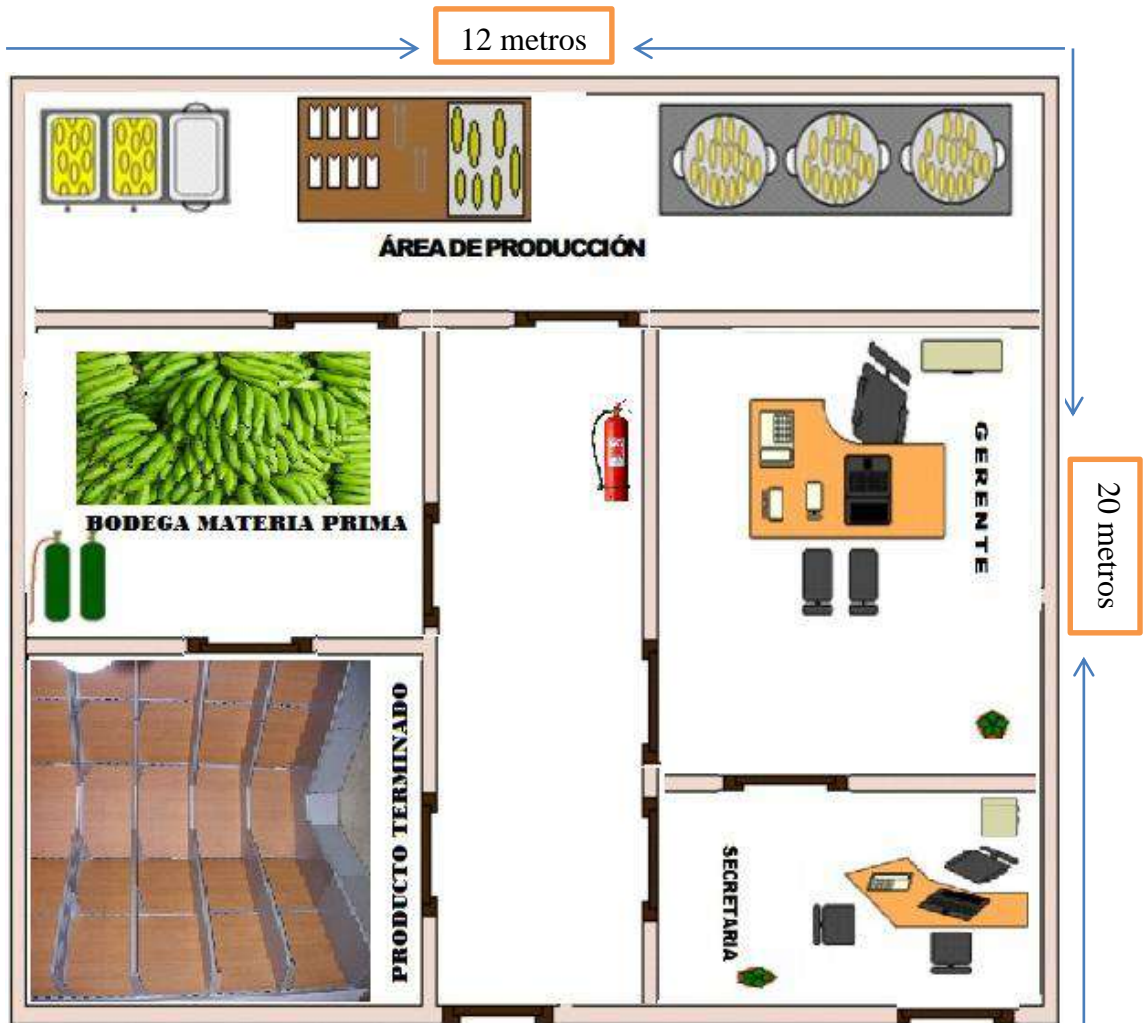 12 metros
ÁREA DE PRODUCCIÓN
BODEGA MATERIA PRIMA
GERENTE
20 metros
PRODUCTO TERMINADO
SECRETARIA